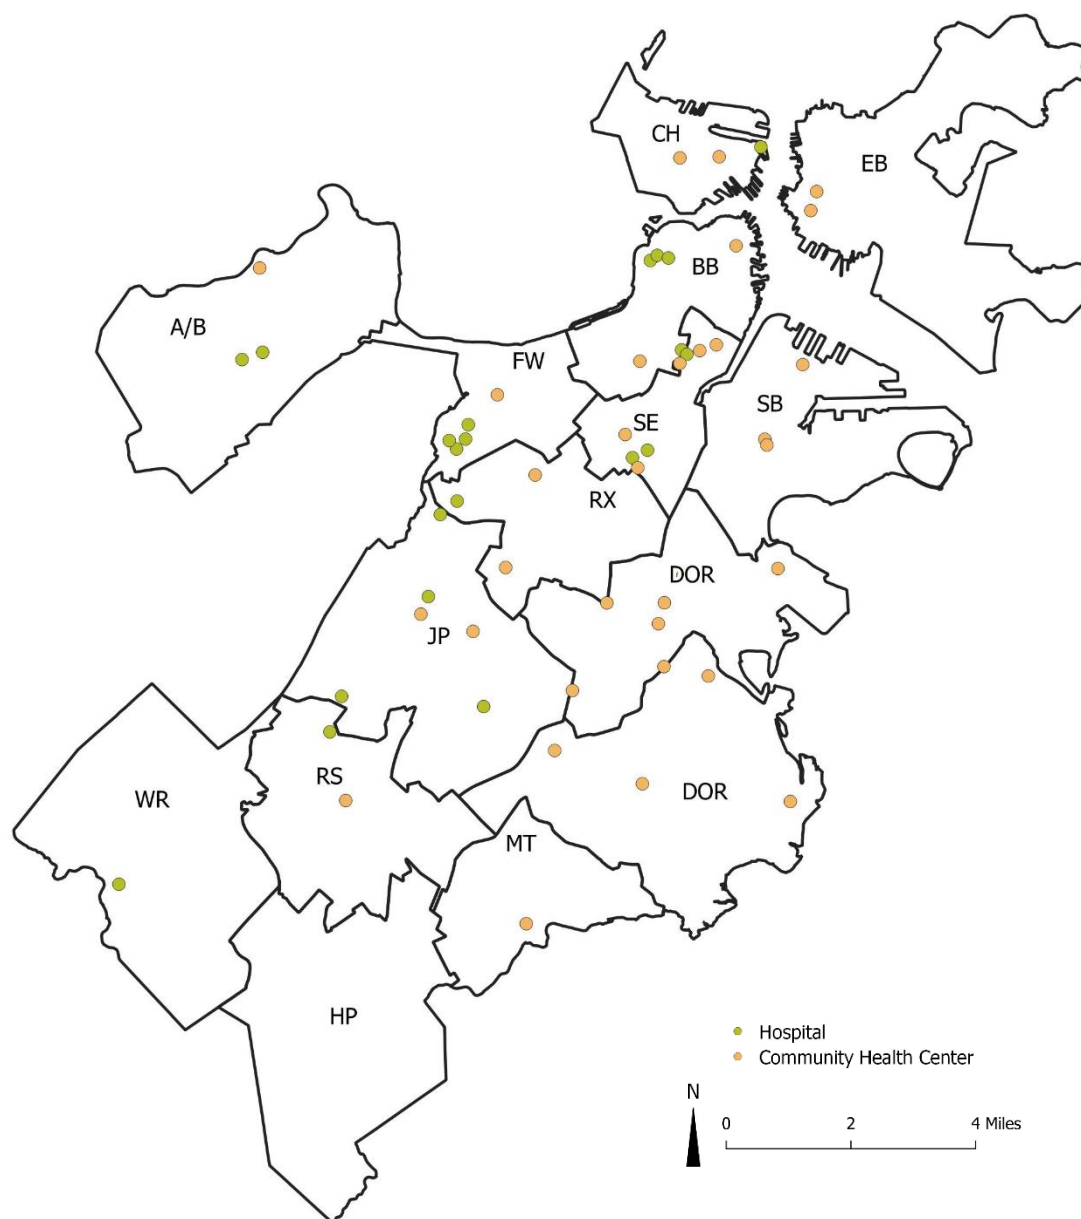 CH
EB
BB
A/B
FW
SB
SE
RX
DOR
JP
RS
WR
DOR
MT
HP
Hospital
Community Health Center
N
0 2 4 Miles